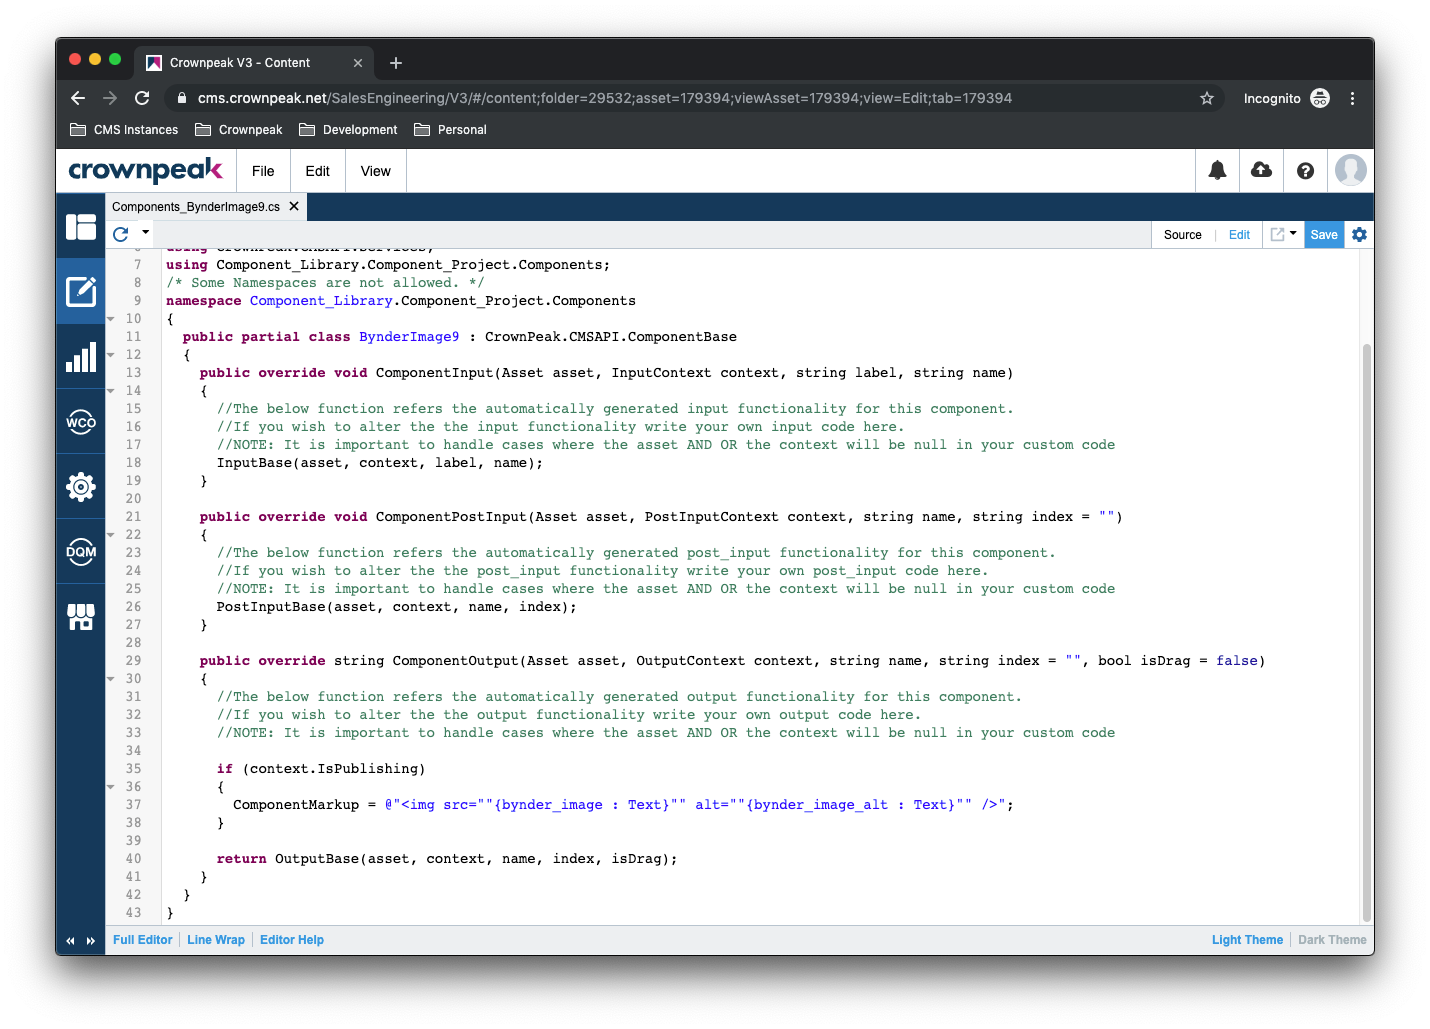 Crownpeak V3 - Content
cms.crownpeak.net/SalesEngineering/V3/#/content;folder=29532;asset=179394;viewAsset=179394;view=Edit;tab=179394
Incognito
CMS Instances Crownpeak Development Personal
crownpeak File Edit View
Components_BynderImage9.cs
Source Edit Save
6 using CrownPeak.CMSAPI.Services;
7 using Component_Library.Component_Project.Components;
8 /* Some Namespaces are not allowed. */
9 namespace Component_Library.Component_Project.Components
10 {
11 public partial class BynderImage9 : CrownPeak.CMSAPI.ComponentBase
12 {
13 public override void ComponentInput(Asset asset, InputContext context, string label, string name)
14 {
15 //The below function refers the automatically generated input functionality for this component.
16 //If you wish to alter the the input functionality write your own input code here.
17 //NOTE: It is important to handle cases where the asset AND OR the context will be null in your custom code
18 InputBase(asset, context, label, name);
19 }
20
21 public override void ComponentPostInput(Asset asset, PostInputContext context, string name, string index = "")
22 {
23 //The below function refers the automatically generated post_input functionality for this component.
24 //If you wish to alter the the post_input functionality write your own post_input code here.
25 //NOTE: It is important to handle cases where the asset AND OR the context will be null in your custom code
26 PostInputBase(asset, context, name, index);
27 }
28
29 public override string ComponentOutput(Asset asset, OutputContext context, string name, string index = "", bool isDrag = false)
30 {
31 //The below function refers the automatically generated output functionality for this component.
32 //If you wish to alter the the output functionality write your own output code here.
33 //NOTE: It is important to handle cases where the asset AND OR the context will be null in your custom code
34
35 if (context.IsPublishing)
36 {
37 ComponentMarkup = @"<img src=""{bynder_image : Text}"" alt=""{bynder_image_alt : Text}"" />";
38 }
39
40 return OutputBase(asset, context, name, index, isDrag);
41 }
42 }
43 }
WCO
DQM
Full Editor Line Wrap Editor Help Light Theme Dark Theme